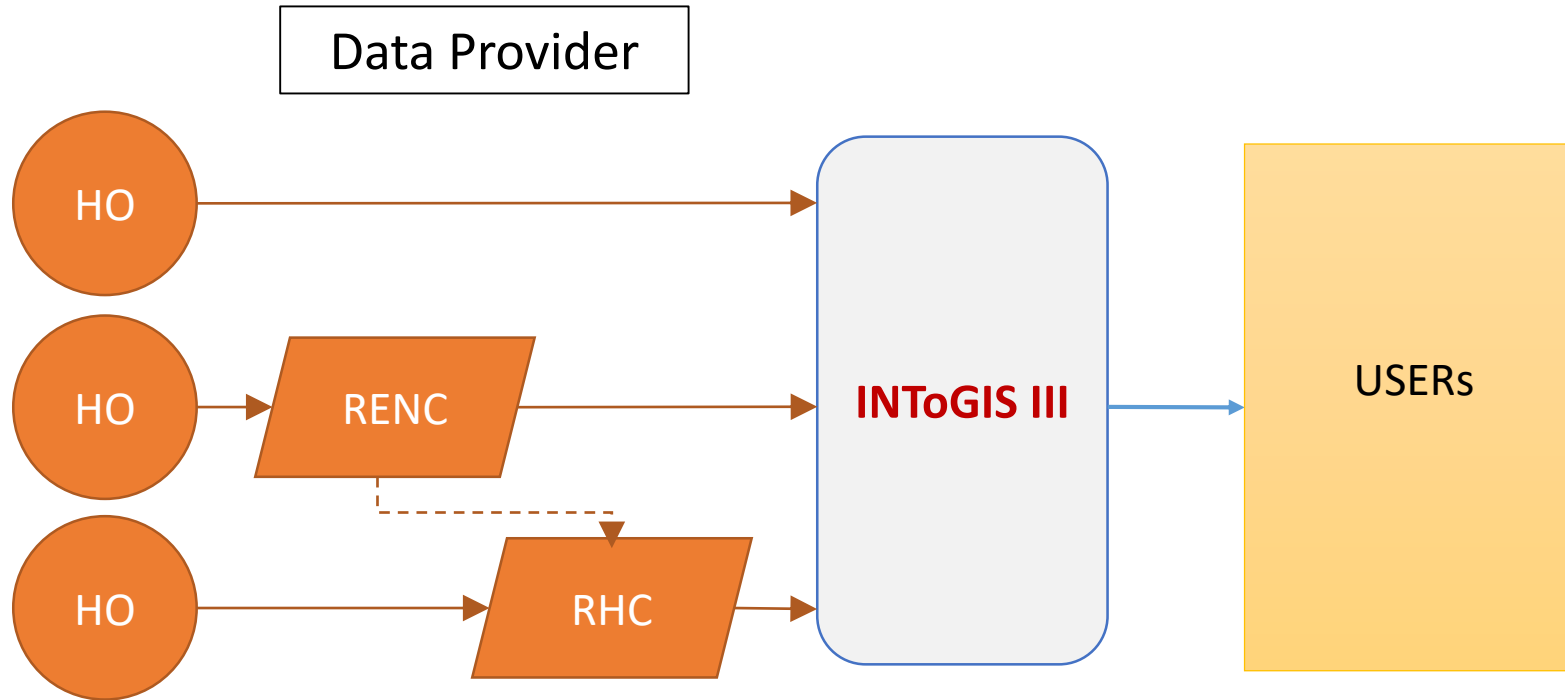 Data Provider
HO
HO
RENC
INToGIS III
USERs
HO
RHC